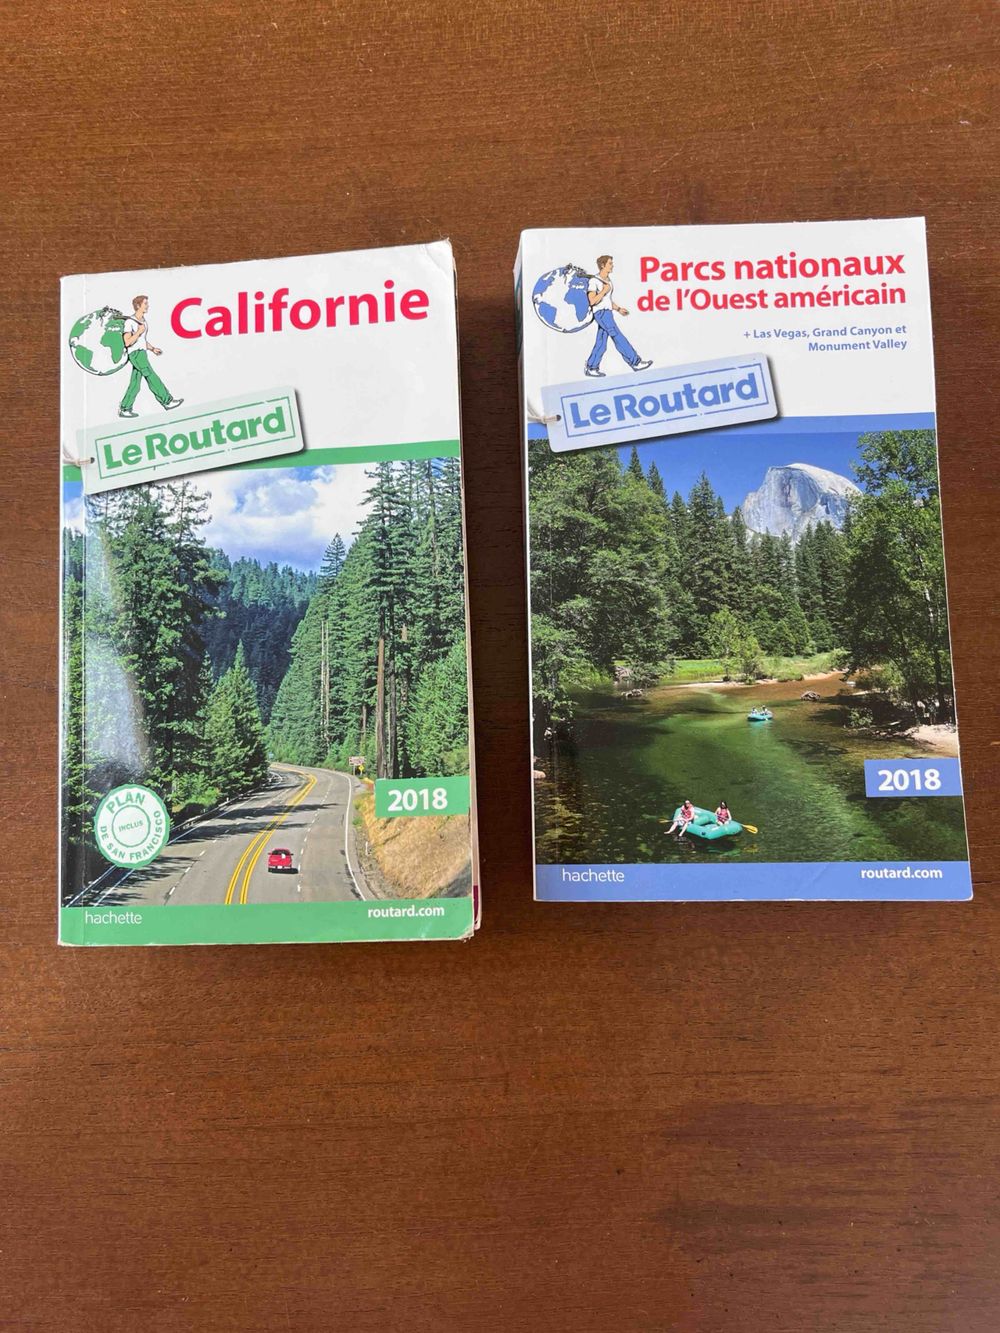 Californie
Le Routard
2018
PLAN
INCLUS
DE SAN FRANCISCO
hachette
routard.com
Parcs nationaux
de l'Ouest américain
+ Las Vegas, Grand Canyon et
Monument Valley
Le Routard
2018
hachette
routard.com